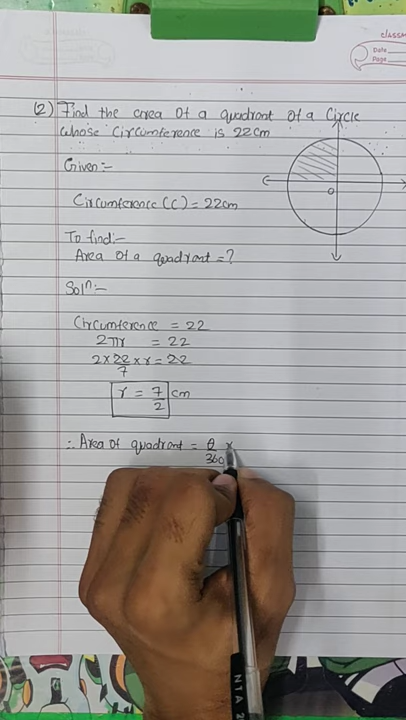 CLASSMA
Date
Page
(2) Find the area of a quadrant of a Circle
whose Circumference is 22cm
Given:-
Circumference (C) = 22cm
O
To find:-
Area of a quadrant = ?
Solⁿ:-
Circumference = 22
2πr = 22
2 × 22/7 × r = 22
r = 7/2 cm
∴ Area of quadrant = θ/360 ×
NTA